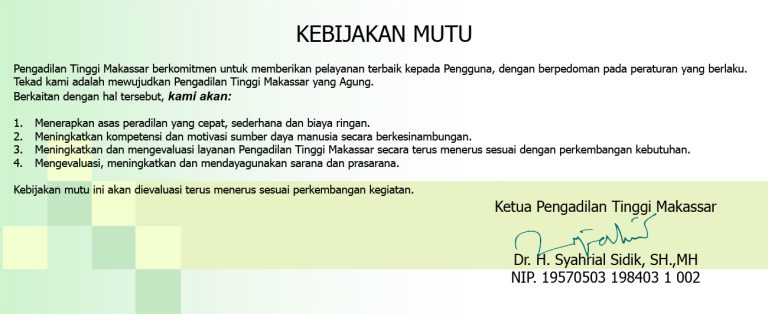 KEBIJAKAN MUTU
Pengadilan Tinggi Makassar berkomitmen untuk memberikan pelayanan terbaik kepada Pengguna, dengan berpedoman pada peraturan yang berlaku.
Tekad kami adalah mewujudkan Pengadilan Tinggi Makassar yang Agung.
Berkaitan dengan hal tersebut, kami akan:
1. Menerapkan asas peradilan yang cepat, sederhana dan biaya ringan.
2. Meningkatkan kompetensi dan motivasi sumber daya manusia secara berkesinambungan.
3. Meningkatkan dan mengevaluasi layanan Pengadilan Tinggi Makassar secara terus menerus sesuai dengan perkembangan kebutuhan.
4. Mengevaluasi, meningkatkan dan mendayagunakan sarana dan prasarana.
Kebijakan mutu ini akan dievaluasi terus menerus sesuai perkembangan kegiatan.
Ketua Pengadilan Tinggi Makassar
Dr. H. Syahrial Sidik, SH.,MH
NIP. 19570503 198403 1 002